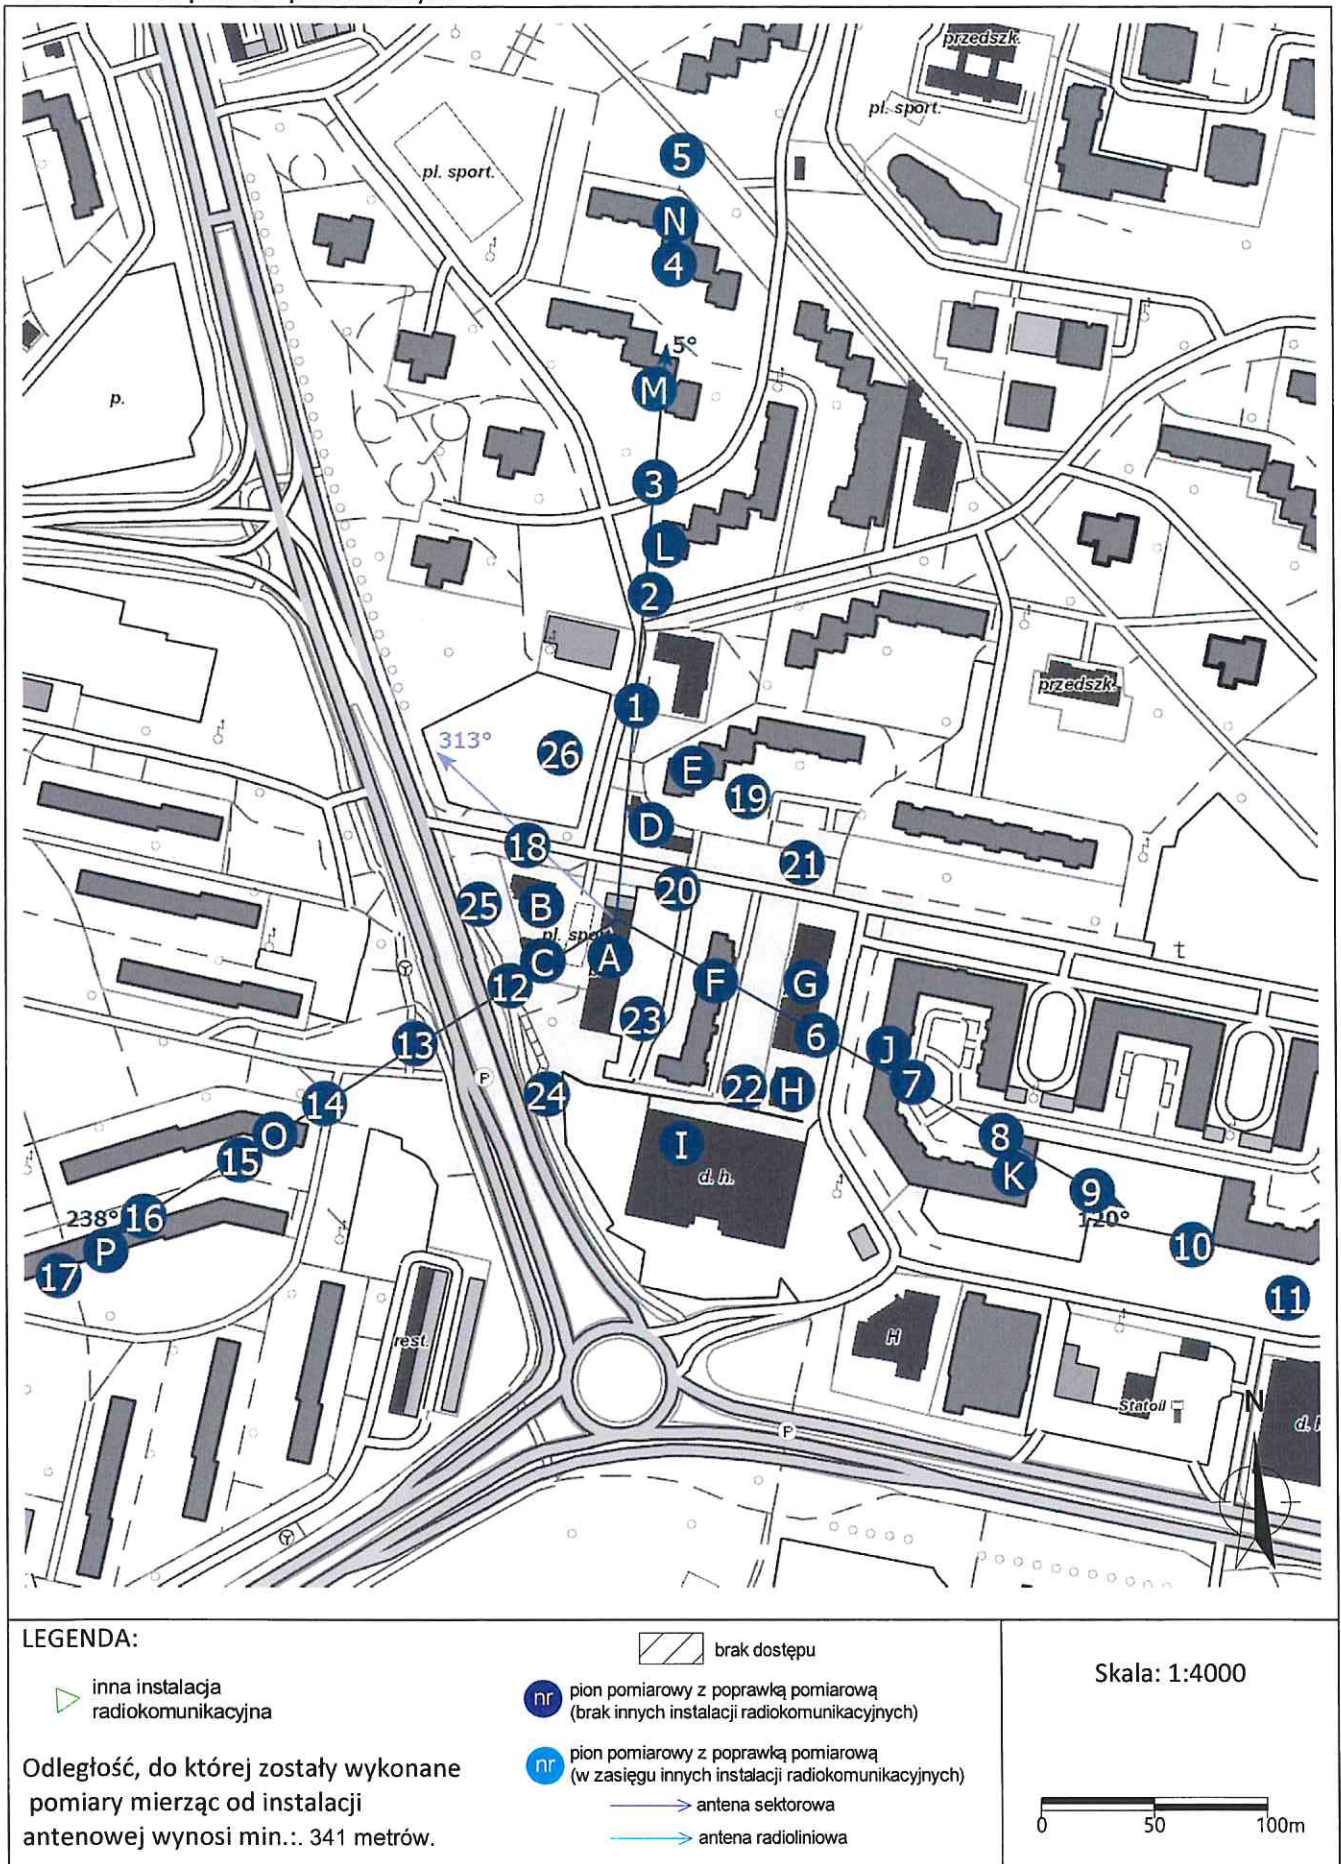 przedszk.
pl. sport.
5
pl. sport.
N
4
5°
M
p.
3
L
2
przedszk.
1
313°
26
E
19
D
18
21
20
25
B
pl. sport.
C
A
12
F
G
23
6
13
J
P
7
24
22
H
14
8
O
I
15
K
d. h.
9
238°
16
120°
P
10
17
11
rest.
H
Statoil
N
P
LEGENDA:
inna instalacja
radiokomunikacyjna
Odległość, do której zostały wykonane
pomiary mierząc od instalacji
antenowej wynosi min.:. 341 metrów.
brak dostępu
nr pion pomiarowy z poprawką pomiarową
(brak innych instalacji radiokomunikacyjnych)
nr pion pomiarowy z poprawką pomiarową
(w zasięgu innych instalacji radiokomunikacyjnych)
antena sektorowa
antena radioliniowa
Skala: 1:4000
0 50 100m